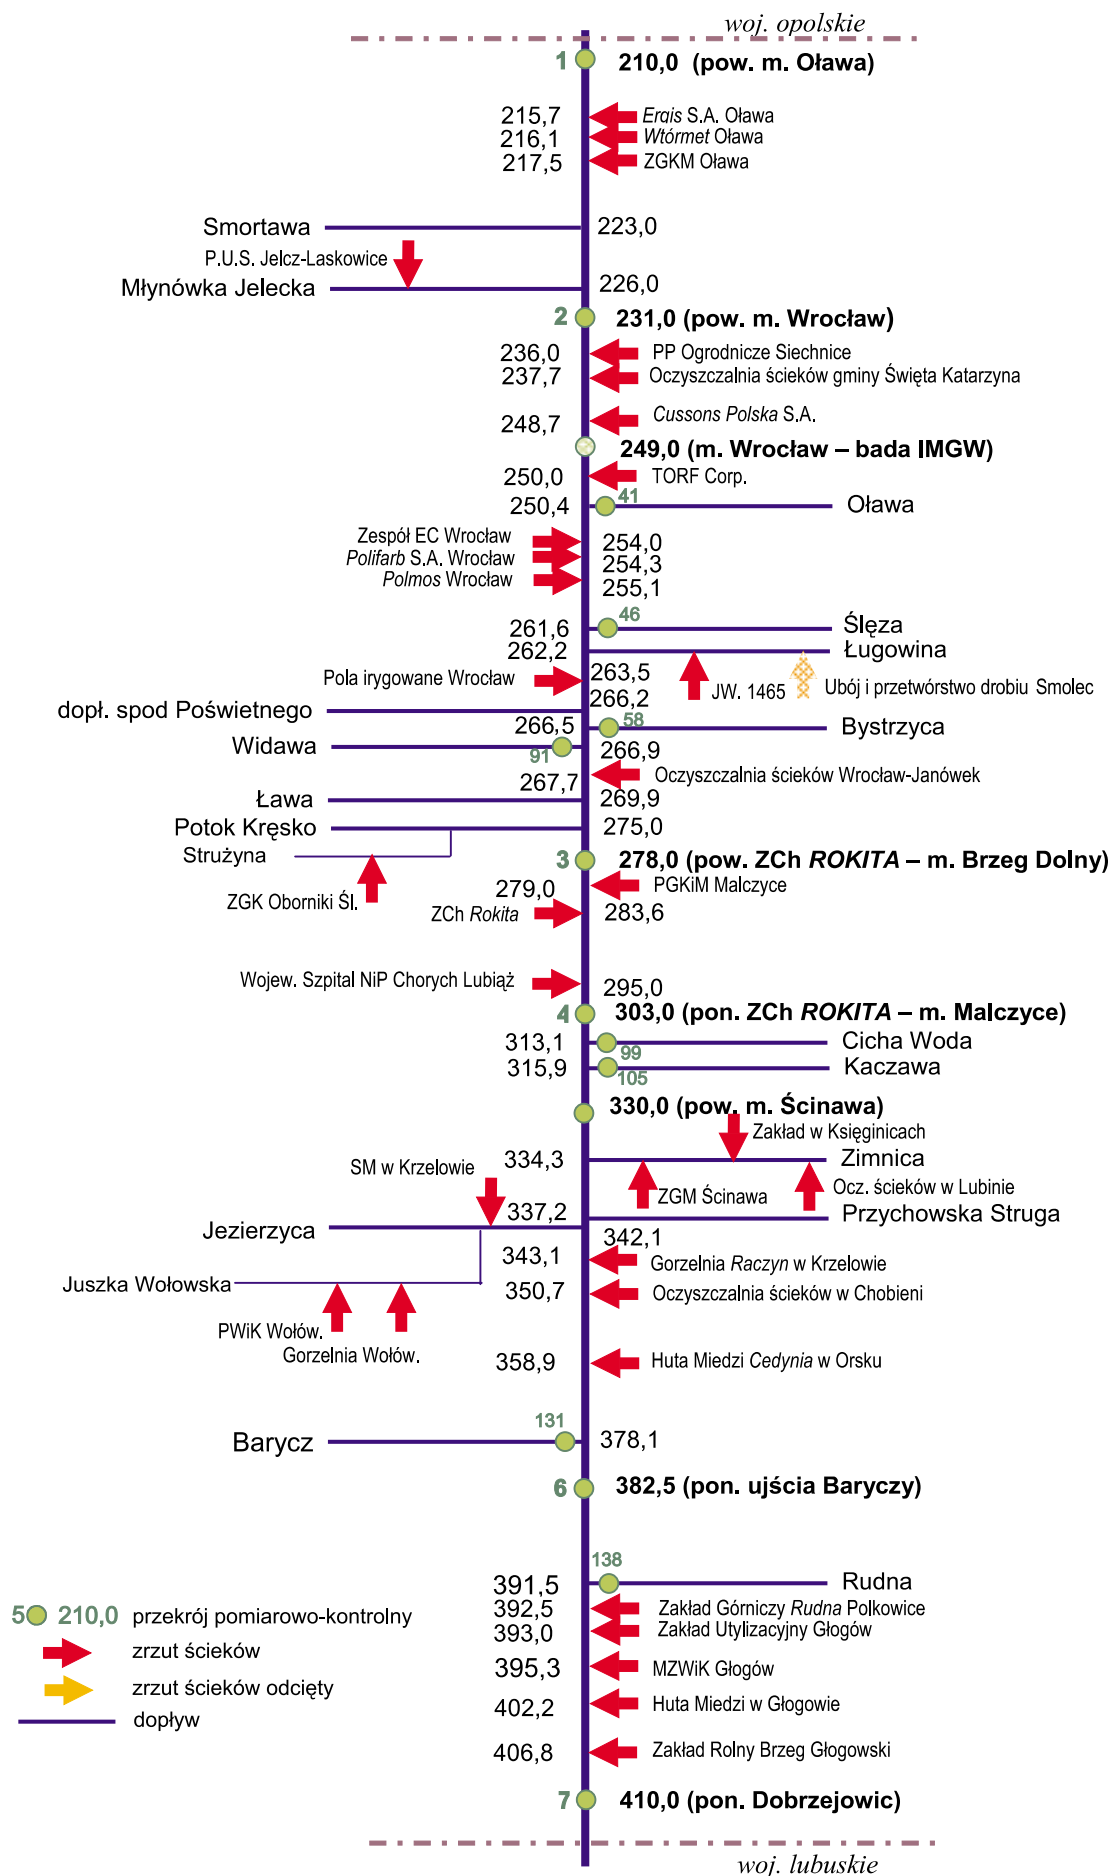 woj. opolskie
1 210,0 (pow. m. Oława)
215,7 Ergis S.A. Oława
216,1 Wtórmet Oława
217,5 ZGKM Oława
Smortawa 223,0
P.U.S. Jelcz-Laskowice
Młynówka Jelecka 226,0
2 231,0 (pow. m. Wrocław)
236,0 PP Ogrodnicze Siechnice
237,7 Oczyszczalnia ścieków gminy Święta Katarzyna
248,7 Cussons Polska S.A.
249,0 (m. Wrocław – bada IMGW)
250,0 TORF Corp.
250,4 41 Oława
Zespół EC Wrocław 254,0
Polifarb S.A. Wrocław 254,3
Polmos Wrocław 255,1
261,6 46 Ślęza
262,2 Ługowina
Pola irygowane Wrocław 263,5 JW. 1465 Ubój i przetwórstwo drobiu Smolec
dopł. spod Poświetnego 266,2
266,5 58 Bystrzyca
Widawa 91 266,9
267,7 Oczyszczalnia ścieków Wrocław-Janówek
Ława 269,9
Potok Kręsko 275,0
Strużyna
3 278,0 (pow. ZCh ROKITA – m. Brzeg Dolny)
279,0 PGKiM Malczyce
ZGK Oborniki Śl.
ZCh Rokita 283,6
Wojew. Szpital NiP Chorych Lubiąż 295,0
4 303,0 (pon. ZCh ROKITA – m. Malczyce)
313,1 99 Cicha Woda
315,9 105 Kaczawa
330,0 (pow. m. Ścinawa)
Zakład w Księginicach
334,3 Zimnica
SM w Krzelowie
ZGM Ścinawa Ocz. ścieków w Lubinie
337,2 Przychowska Struga
Jezierzyca 342,1
343,1 Gorzelnia Raczyn w Krzelowie
Juszka Wołowska
350,7 Oczyszczalnia ścieków w Chobieni
PWiK Wołów.
Gorzelnia Wołów.
358,9 Huta Miedzi Cedynia w Orsku
Barycz 131 378,1
6 382,5 (pon. ujścia Baryczy)
391,5 138 Rudna
392,5 Zakład Górniczy Rudna Polkowice
393,0 Zakład Utylizacyjny Głogów
395,3 MZWiK Głogów
402,2 Huta Miedzi w Głogowie
406,8 Zakład Rolny Brzeg Głogowski
7 410,0 (pon. Dobrzejowic)
5 210,0 przekrój pomiarowo-kontrolny
zrzut ścieków
zrzut ścieków odcięty
dopływ
woj. lubuskie